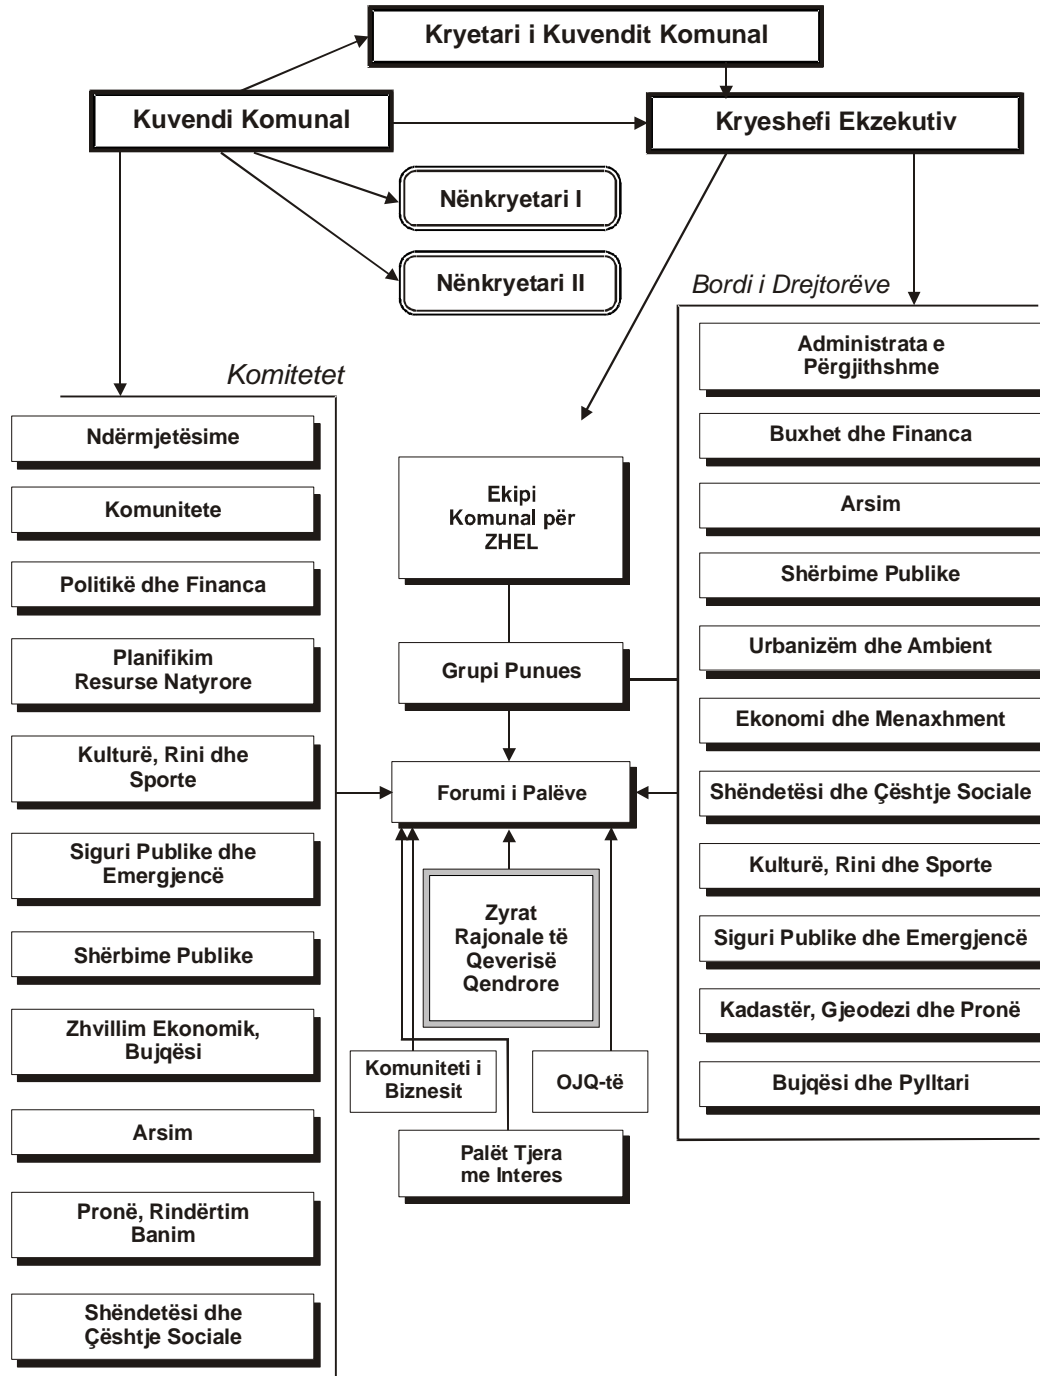 Kryetari i Kuvendit Komunal
Kuvendi Komunal
Kryeshefi Ekzekutiv
Nënkryetari I
Nënkryetari II
Bordi i Drejtorëve
Komitetet
Ndërmjetësime
Komunitete
Politikë dhe Financa
Planifikim
Resurse Natyrore
Kulturë, Rini dhe
Sporte
Siguri Publike dhe
Emergjencë
Shërbime Publike
Zhvillim Ekonomik,
Bujqësi
Arsim
Pronë, Rindërtim
Banim
Shëndetësi dhe
Çështje Sociale
Ekipi
Komunal për
ZHEL
Grupi Punues
Forumi i Palëve
Zyrat
Rajonale të
Qeverisë
Qendrore
Komuniteti i
Biznesit
OJQ-të
Palët Tjera
me Interes
Administrata e
Përgjithshme
Buxhet dhe Financa
Arsim
Shërbime Publike
Urbanizëm dhe Ambient
Ekonomi dhe Menaxhment
Shëndetësi dhe Çështje Sociale
Kulturë, Rini dhe Sporte
Siguri Publike dhe Emergjencë
Kadastër, Gjeodezi dhe Pronë
Bujqësi dhe Pylltari